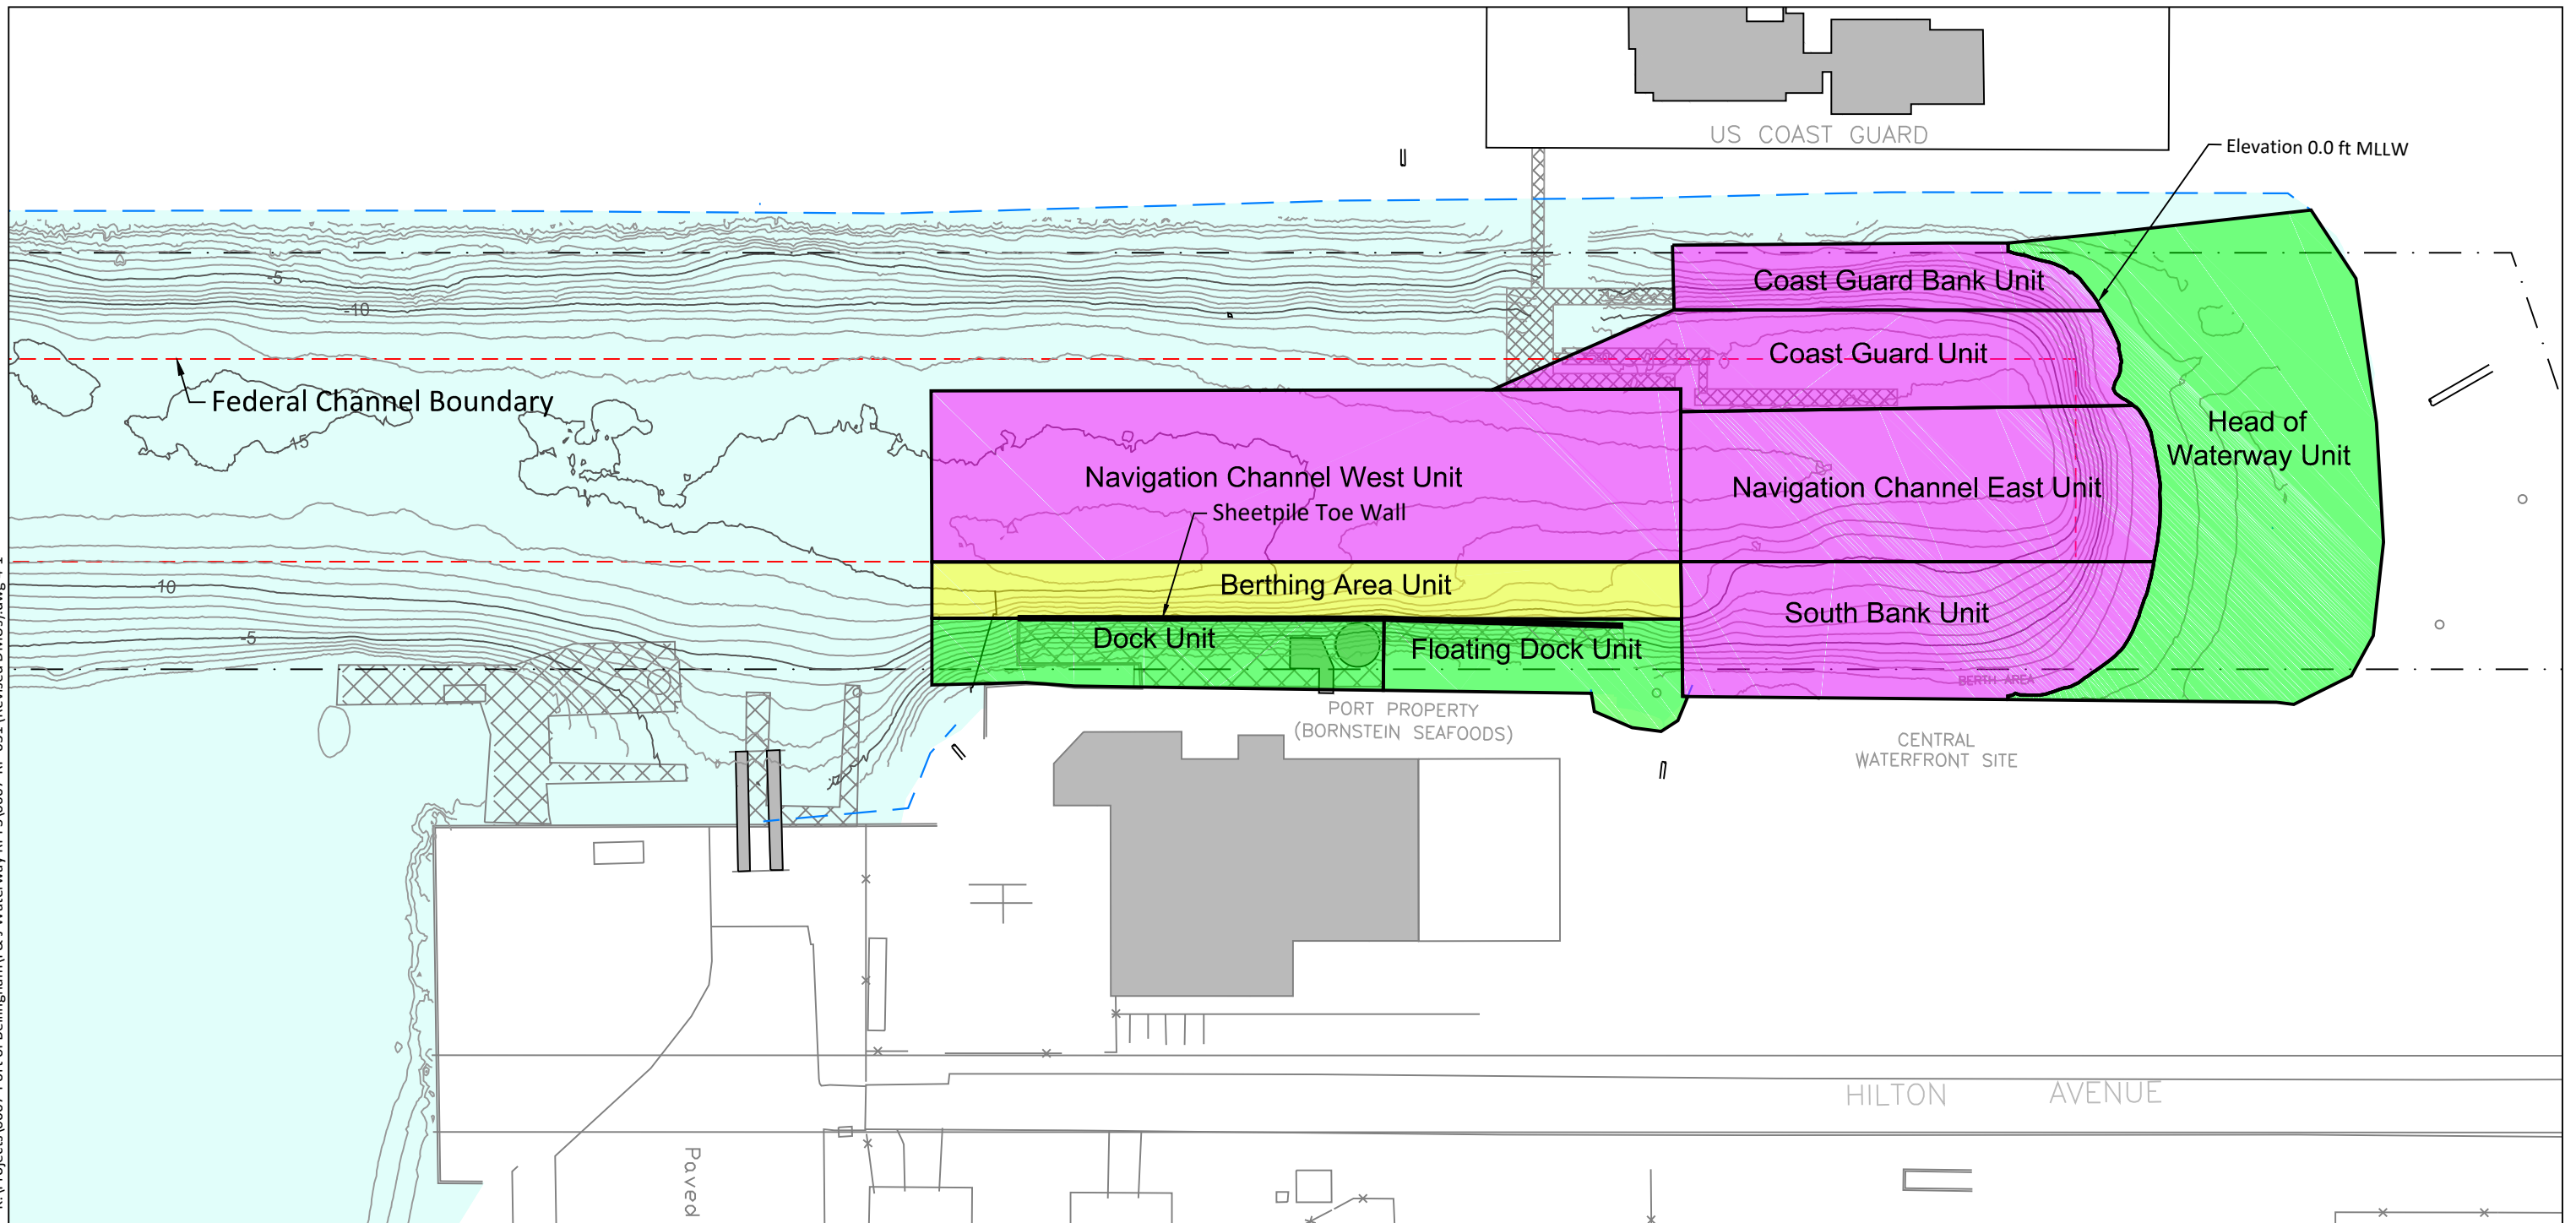 US COAST GUARD
Elevation 0.0 ft MLLW
-5
-10
Coast Guard Bank Unit
Coast Guard Unit
Federal Channel Boundary
15
Head of
Waterway Unit
Navigation Channel West Unit
Navigation Channel East Unit
Sheetpile Toe Wall
-10
Berthing Area Unit
South Bank Unit
-5
Dock Unit
Floating Dock Unit
BERTH AREA
PORT PROPERTY
(BORNSTEIN SEAFOODS)
CENTRAL
WATERFRONT SITE
HILTON AVENUE
Paved